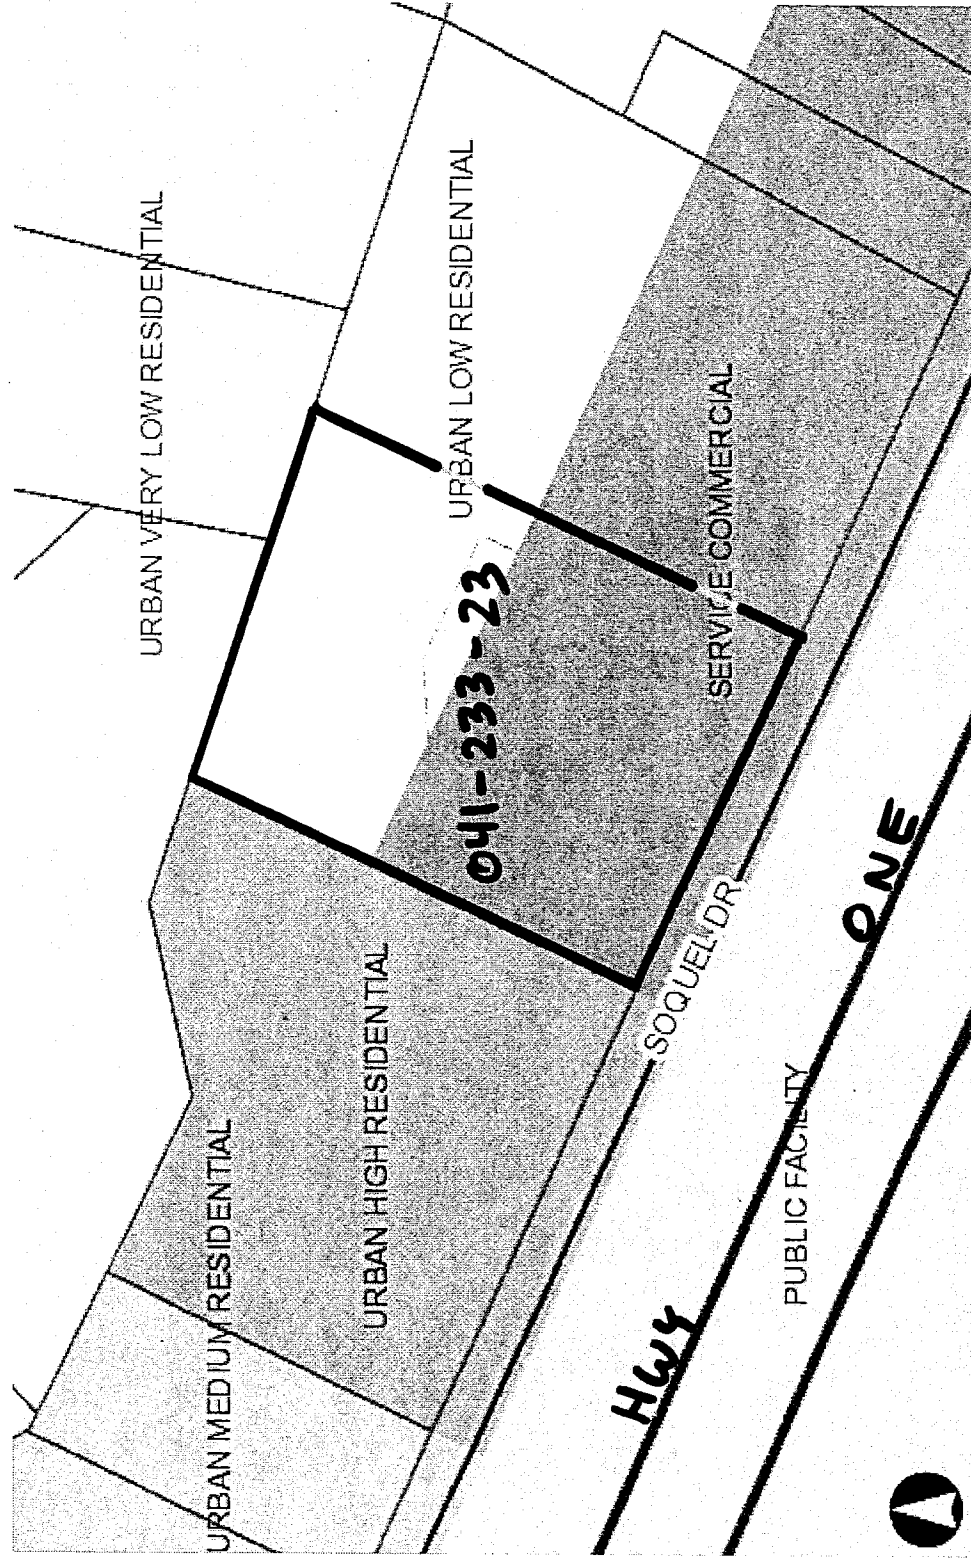 URBAN VERY LOW RESIDENTIAL
URBAN MEDIUM RESIDENTIAL
URBAN HIGH RESIDENTIAL
URBAN LOW RESIDENTIAL
041-233-23
SERVICE COMMERCIAL
SOQUEL DR
HWY ONE
PUBLIC FACILITY